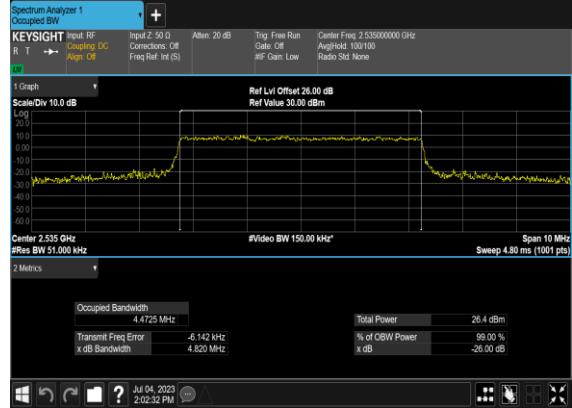 Spectrum Analyzer 1
Occupied BW
KEYSIGHT Input: RF Input Z: 50 Ω Atten: 20 dB Trig: Free Run Center Freq: 2.535000000 GHz
Coupling: DC Corrections: Off Gate: Off Avg|Hold: 100/100
R T Align: Off Freq Ref: Int (S) #IF Gain: Low Radio Std: None
1 Graph
Ref Lvl Offset 26.00 dB
Scale/Div 10.0 dB Ref Value 30.00 dBm
Log
20.0
10.0
0.00
-10.0
-20.0
-30.0
-40.0
-50.0
-60.0
Center 2.535 GHz #Video BW 150.00 kHz* Span 10 MHz
#Res BW 51.000 kHz Sweep 4.80 ms (1001 pts)
2 Metrics
Occupied Bandwidth
4.4725 MHz Total Power 26.4 dBm
Transmit Freq Error -6.142 kHz % of OBW Power 99.00 %
x dB Bandwidth 4.820 MHz x dB -26.00 dB
? Jul 04, 2023
2:02:32 PM